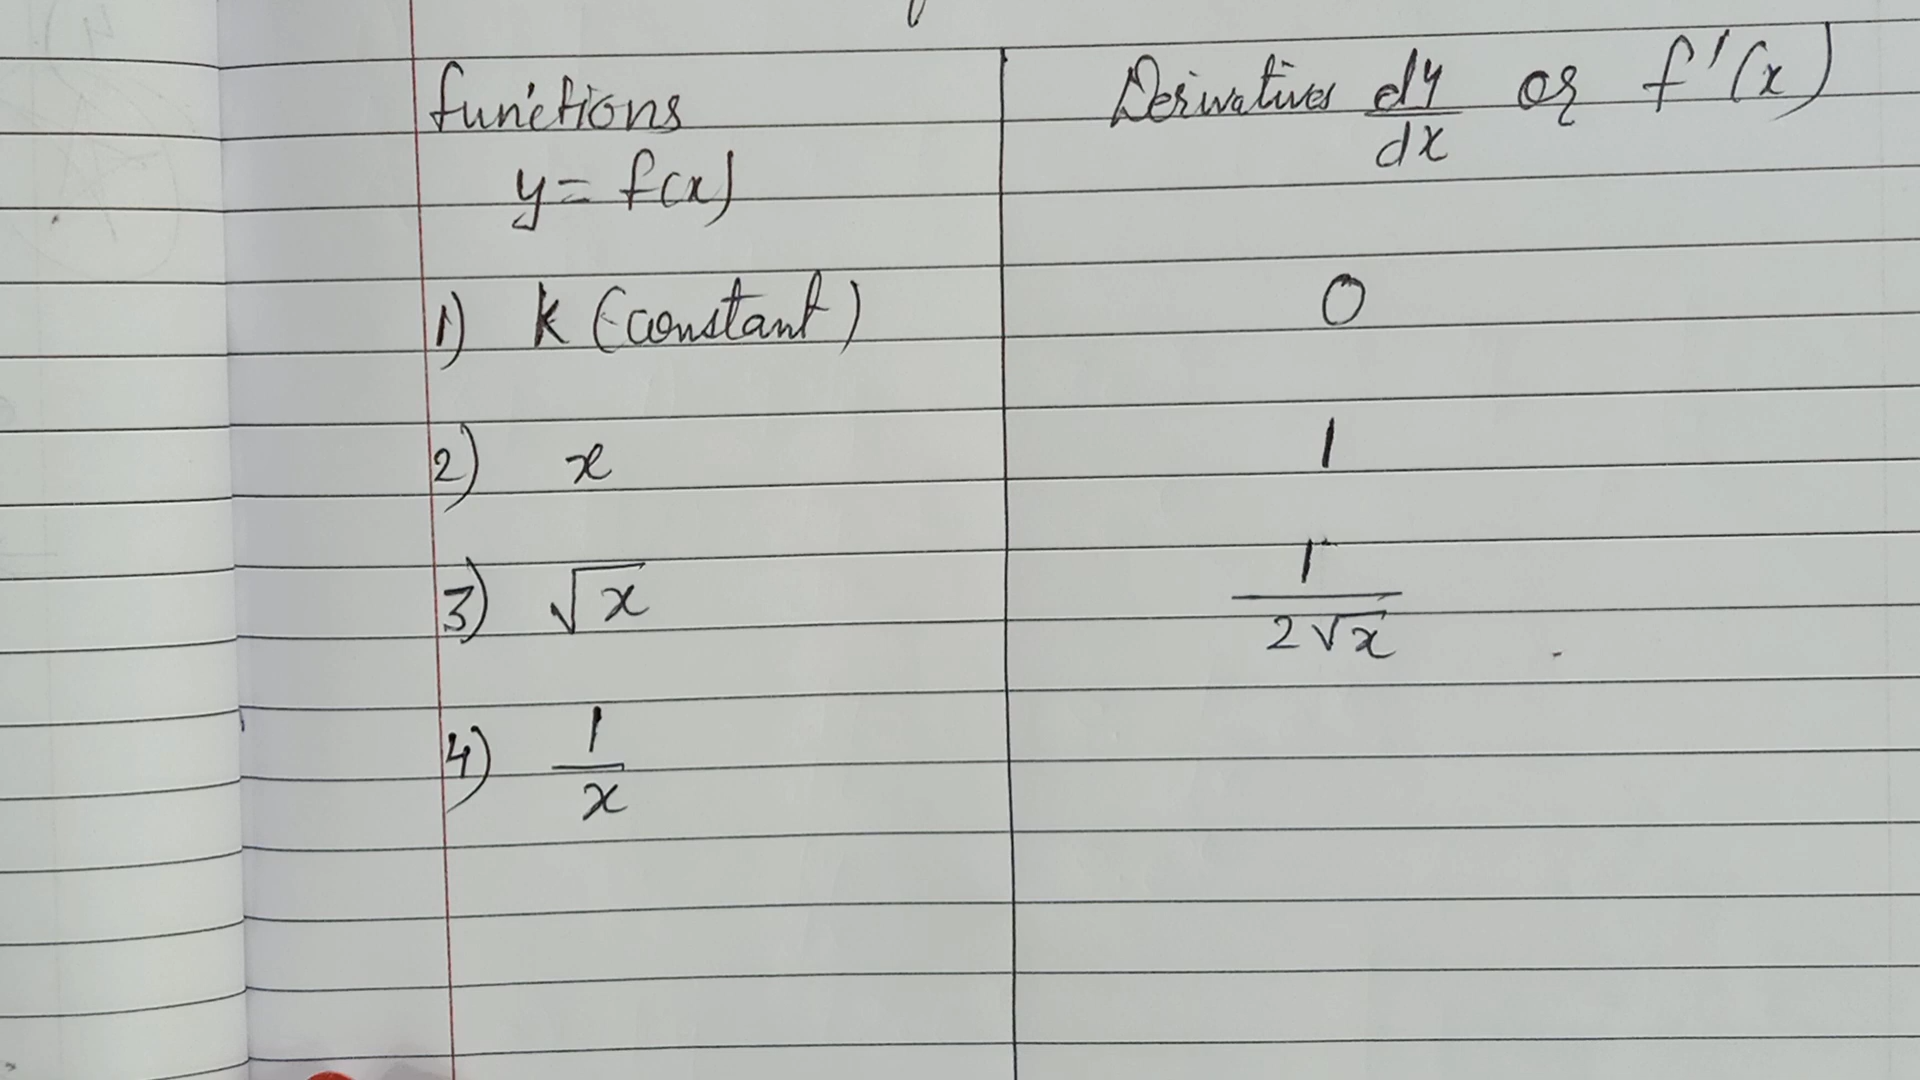 functions | Derivatives dy/dx or f'(x)
y = f(x)
1) k (constant) | 0
2) x | 1
3) √x | 1/2√x
4) 1/x